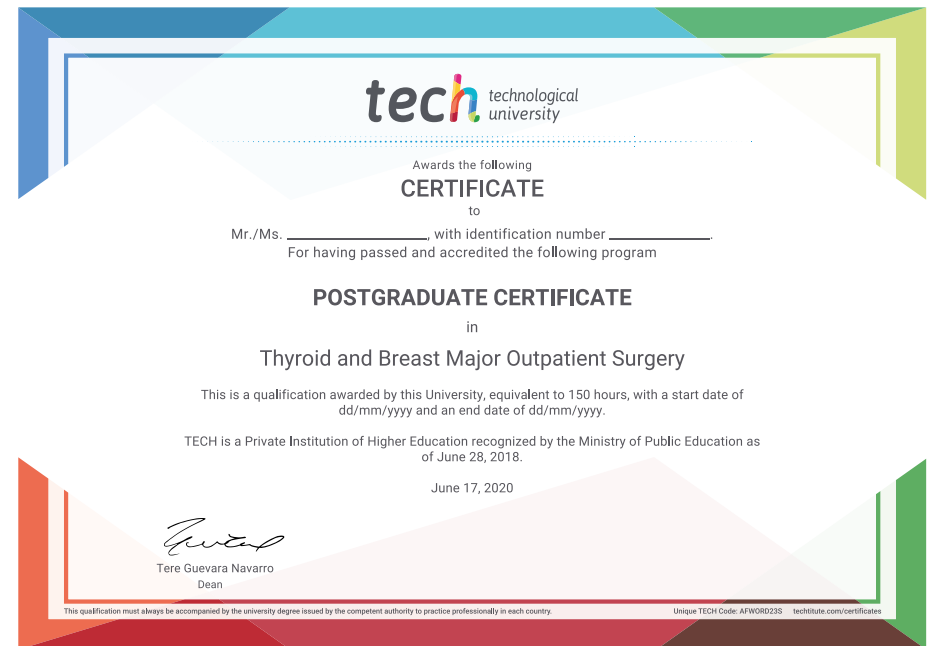 tech technological
university
Awards the following
CERTIFICATE
to
Mr./Ms. ____________________, with identification number ______________.
For having passed and accredited the following program
POSTGRADUATE CERTIFICATE
in
Thyroid and Breast Major Outpatient Surgery
This is a qualification awarded by this University, equivalent to 150 hours, with a start date of
dd/mm/yyyy and an end date of dd/mm/yyyy.
TECH is a Private Institution of Higher Education recognized by the Ministry of Public Education as
of June 28, 2018.
June 17, 2020
Tere Guevara Navarro
Dean
This qualification must always be accompanied by the university degree issued by the competent authority to practice professionally in each country.
Unique TECH Code: AFWORD23S techtitute.com/certificates